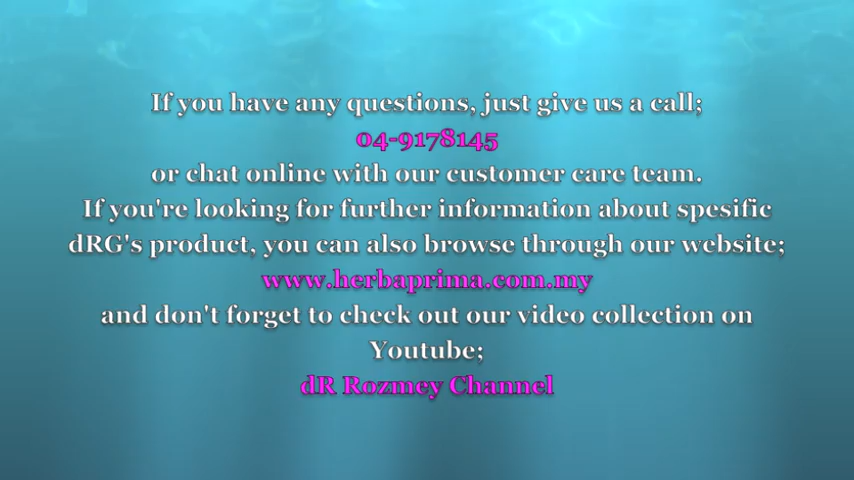 If you have any questions, just give us a call;
04-9178145
or chat online with our customer care team.
If you're looking for further information about spesific
dRG's product, you can also browse through our website;
www.herbaprima.com.my
and don't forget to check out our video collection on
Youtube;
dR Rozmey Channel